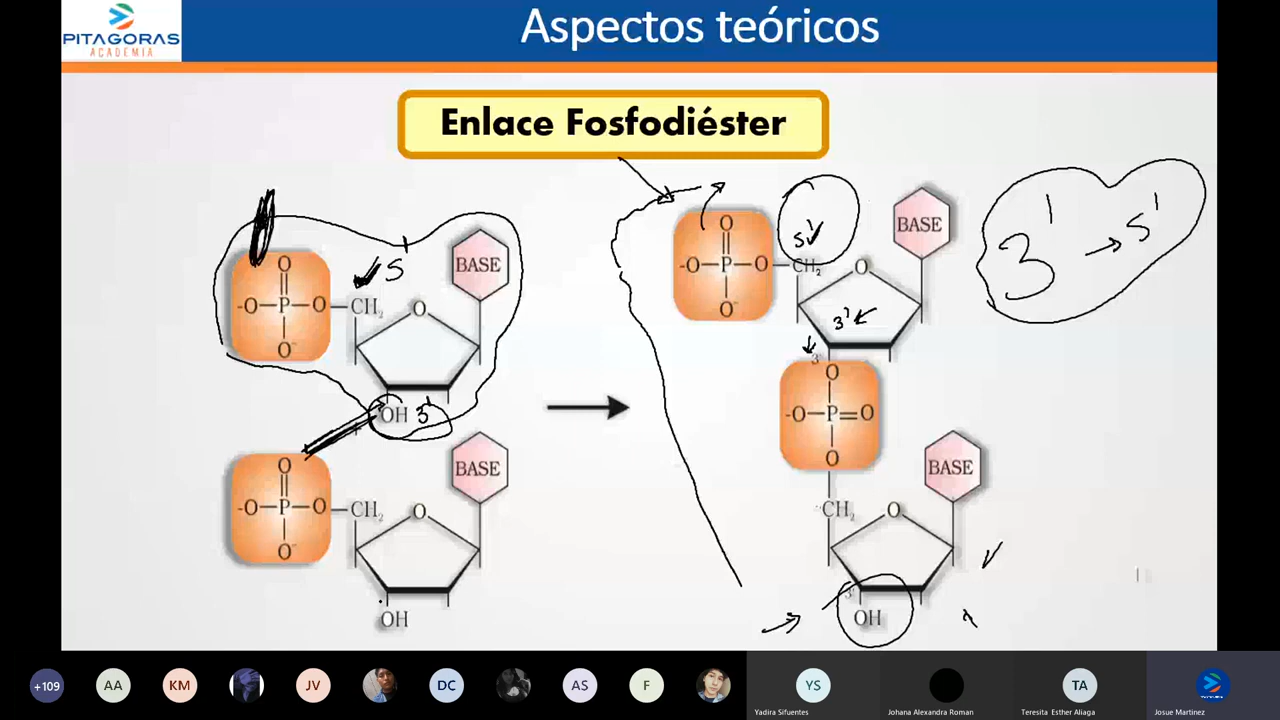 PITAGORAS
ACADEMIA
Aspectos teóricos
Enlace Fosfodiéster
O
-O-P-O-CH₂
O⁻
5'
O
BASE
OH 3'
O
-O-P-O-CH₂
O⁻
O
BASE
OH
O
-O-P-O-CH₂
O⁻
5'
O
BASE
3'
3'
O
-O-P=O
O
CH₂
O
BASE
3'
OH
3' → 5'
+109
AA
KM
JV
DC
AS
F
YS
Yadira Sifuentes
Johana Alexandra Roman
TA
Teresita Esther Aliaga
Josue Martinez